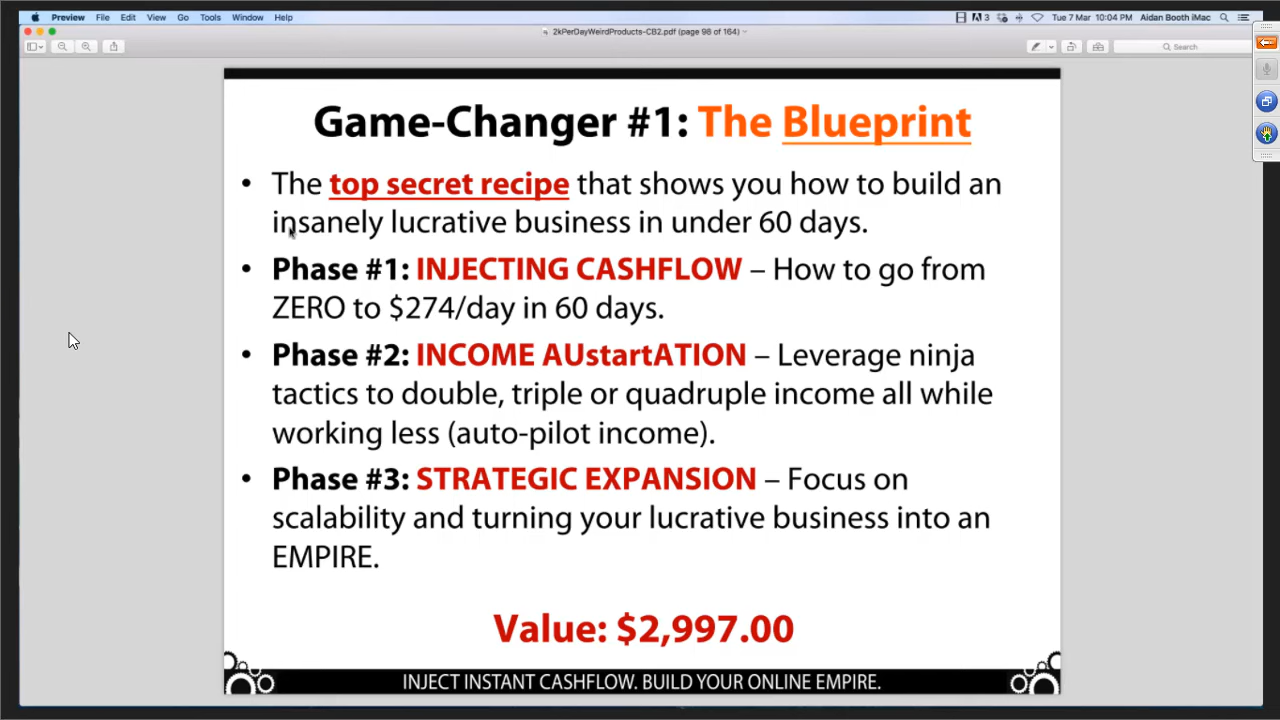 Preview File Edit View Go Tools Window Help
3 Tue 7 Mar 10:04 PM Aidan Booth iMac
2kPerDayWeirdProducts-CB2.pdf (page 98 of 164)
Search
Game-Changer #1: The Blueprint
• The top secret recipe that shows you how to build an
insanely lucrative business in under 60 days.
• Phase #1: INJECTING CASHFLOW – How to go from
ZERO to $274/day in 60 days.
• Phase #2: INCOME AUstartATION – Leverage ninja
tactics to double, triple or quadruple income all while
working less (auto-pilot income).
• Phase #3: STRATEGIC EXPANSION – Focus on
scalability and turning your lucrative business into an
EMPIRE.
Value: $2,997.00
INJECT INSTANT CASHFLOW. BUILD YOUR ONLINE EMPIRE.